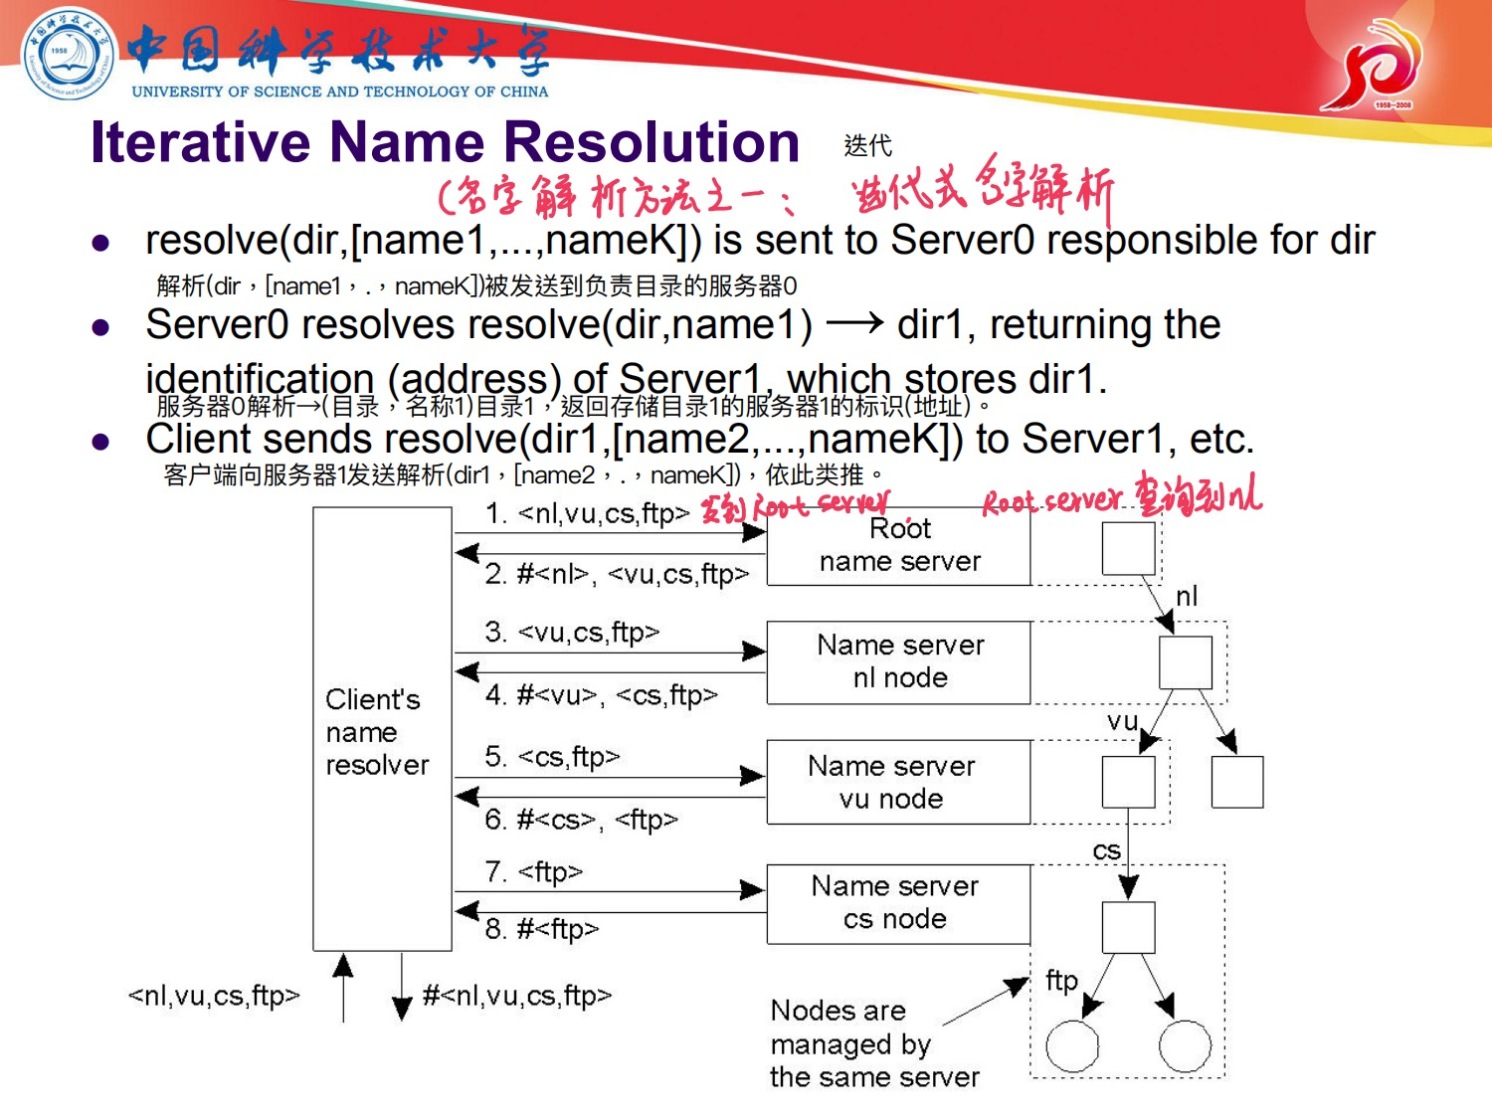 中国科学技术大学
UNIVERSITY OF SCIENCE AND TECHNOLOGY OF CHINA
1958
1958-2008
Iterative Name Resolution
迭代
(名字解析方法之一: 迭代式名字解析
resolve(dir,[name1,...,nameK]) is sent to Server0 responsible for dir
解析(dir，[name1，.，nameK])被发送到负责目录的服务器0
Server0 resolves resolve(dir,name1) → dir1, returning the
identification (address) of Server1, which stores dir1.
服务器0解析→(目录，名称1)目录1，返回存储目录1的服务器1的标识(地址)。
Client sends resolve(dir1,[name2,...,nameK]) to Server1, etc.
客户端向服务器1发送解析(dir1，[name2，.，nameK])，依此类推。
1. <nl,vu,cs,ftp>
发到Root server
Root server 查询到nl
Root
name server
2. #<nl>, <vu,cs,ftp>
nl
3. <vu,cs,ftp>
Name server
nl node
4. #<vu>, <cs,ftp>
Client's
name
resolver
vu
5. <cs,ftp>
Name server
vu node
6. #<cs>, <ftp>
cs
7. <ftp>
Name server
cs node
8. #<ftp>
ftp
<nl,vu,cs,ftp>
#<nl,vu,cs,ftp>
Nodes are
managed by
the same server